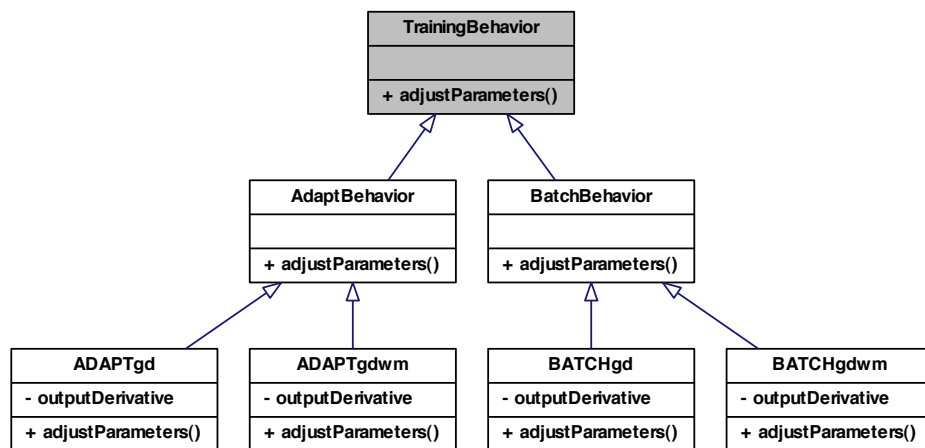 TrainingBehavior
+ adjustParameters()
AdaptBehavior
+ adjustParameters()
BatchBehavior
+ adjustParameters()
ADAPTgd
- outputDerivative
+ adjustParameters()
ADAPTgdwm
- outputDerivative
+ adjustParameters()
BATCHgd
- outputDerivative
+ adjustParameters()
BATCHgdwm
- outputDerivative
+ adjustParameters()